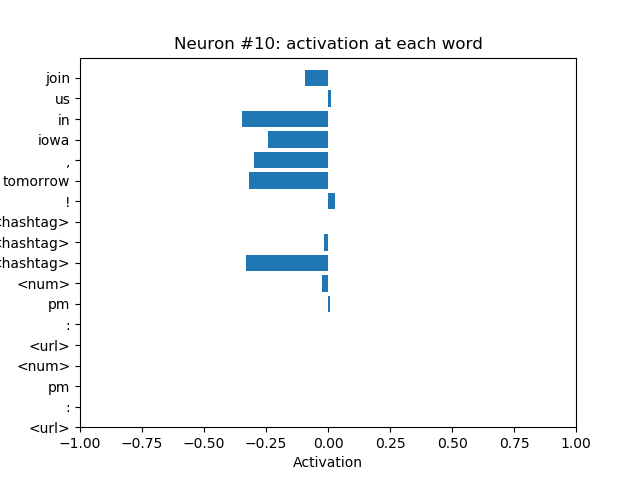 Neuron #10: activation at each word
join
us
in
iowa
,
tomorrow
!
hashtag>
hashtag>
hashtag>
<num>
pm
:
<url>
<num>
pm
:
<url>
−1.00 −0.75 −0.50 −0.25 0.00 0.25 0.50 0.75 1.00
Activation